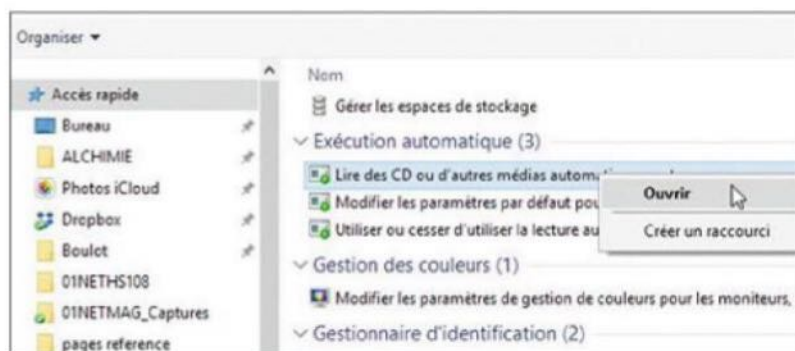 Organiser
Accès rapide
Bureau
ALCHIMIE
Photos iCloud
Dropbox
Boulot
01NETHS108
01NETMAG_Captures
pages reference
Nom
Gérer les espaces de stockage
Exécution automatique (3)
Lire des CD ou d'autres médias
Modifier les paramètres par défaut
Utiliser ou cesser d'utiliser la lecture
Ouvrir
Créer un raccourci
Gestion des couleurs (1)
Modifier les paramètres de gestion de couleurs pour les moniteurs,
Gestionnaire d'identification (2)